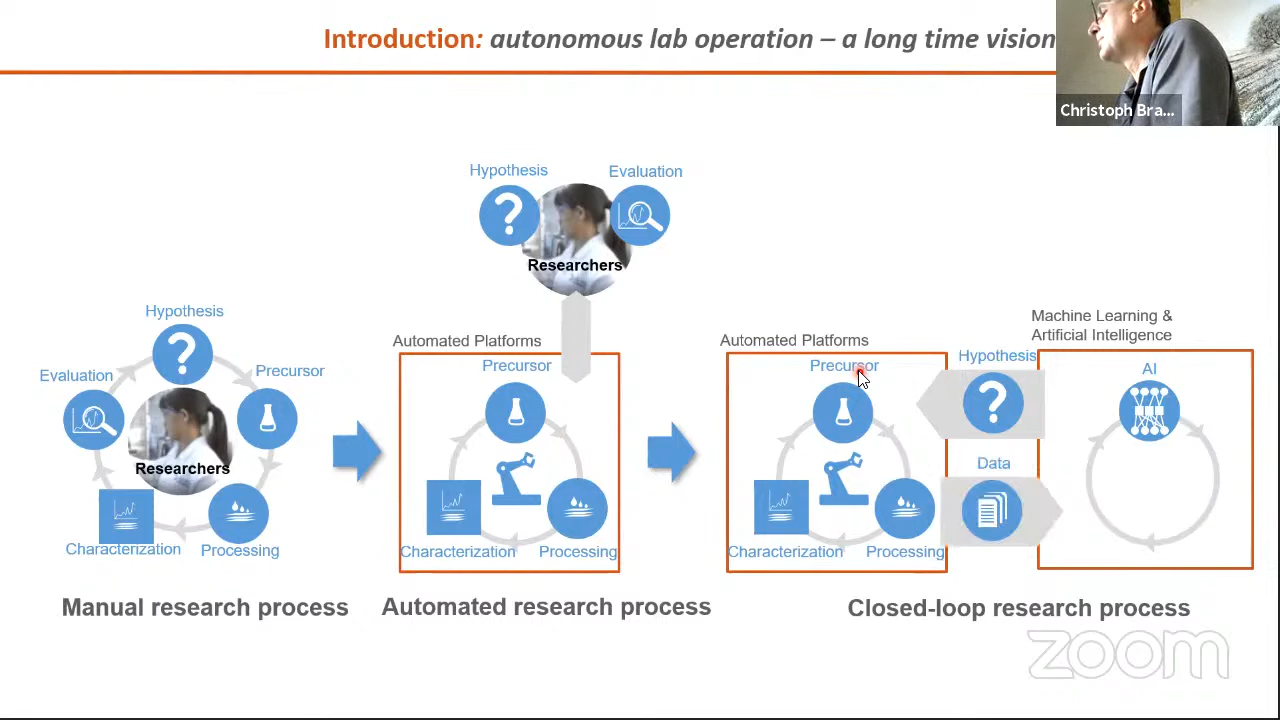 Introduction: autonomous lab operation – a long time vision
Christoph Bra...
Hypothesis
Evaluation
Researchers
Hypothesis
Evaluation
Precursor
Researchers
Characterization
Processing
Manual research process
Automated Platforms
Precursor
Characterization
Processing
Automated research process
Automated Platforms
Precursor
Characterization
Processing
Hypothesis
Data
Machine Learning &
Artificial Intelligence
AI
Closed-loop research process
zoom